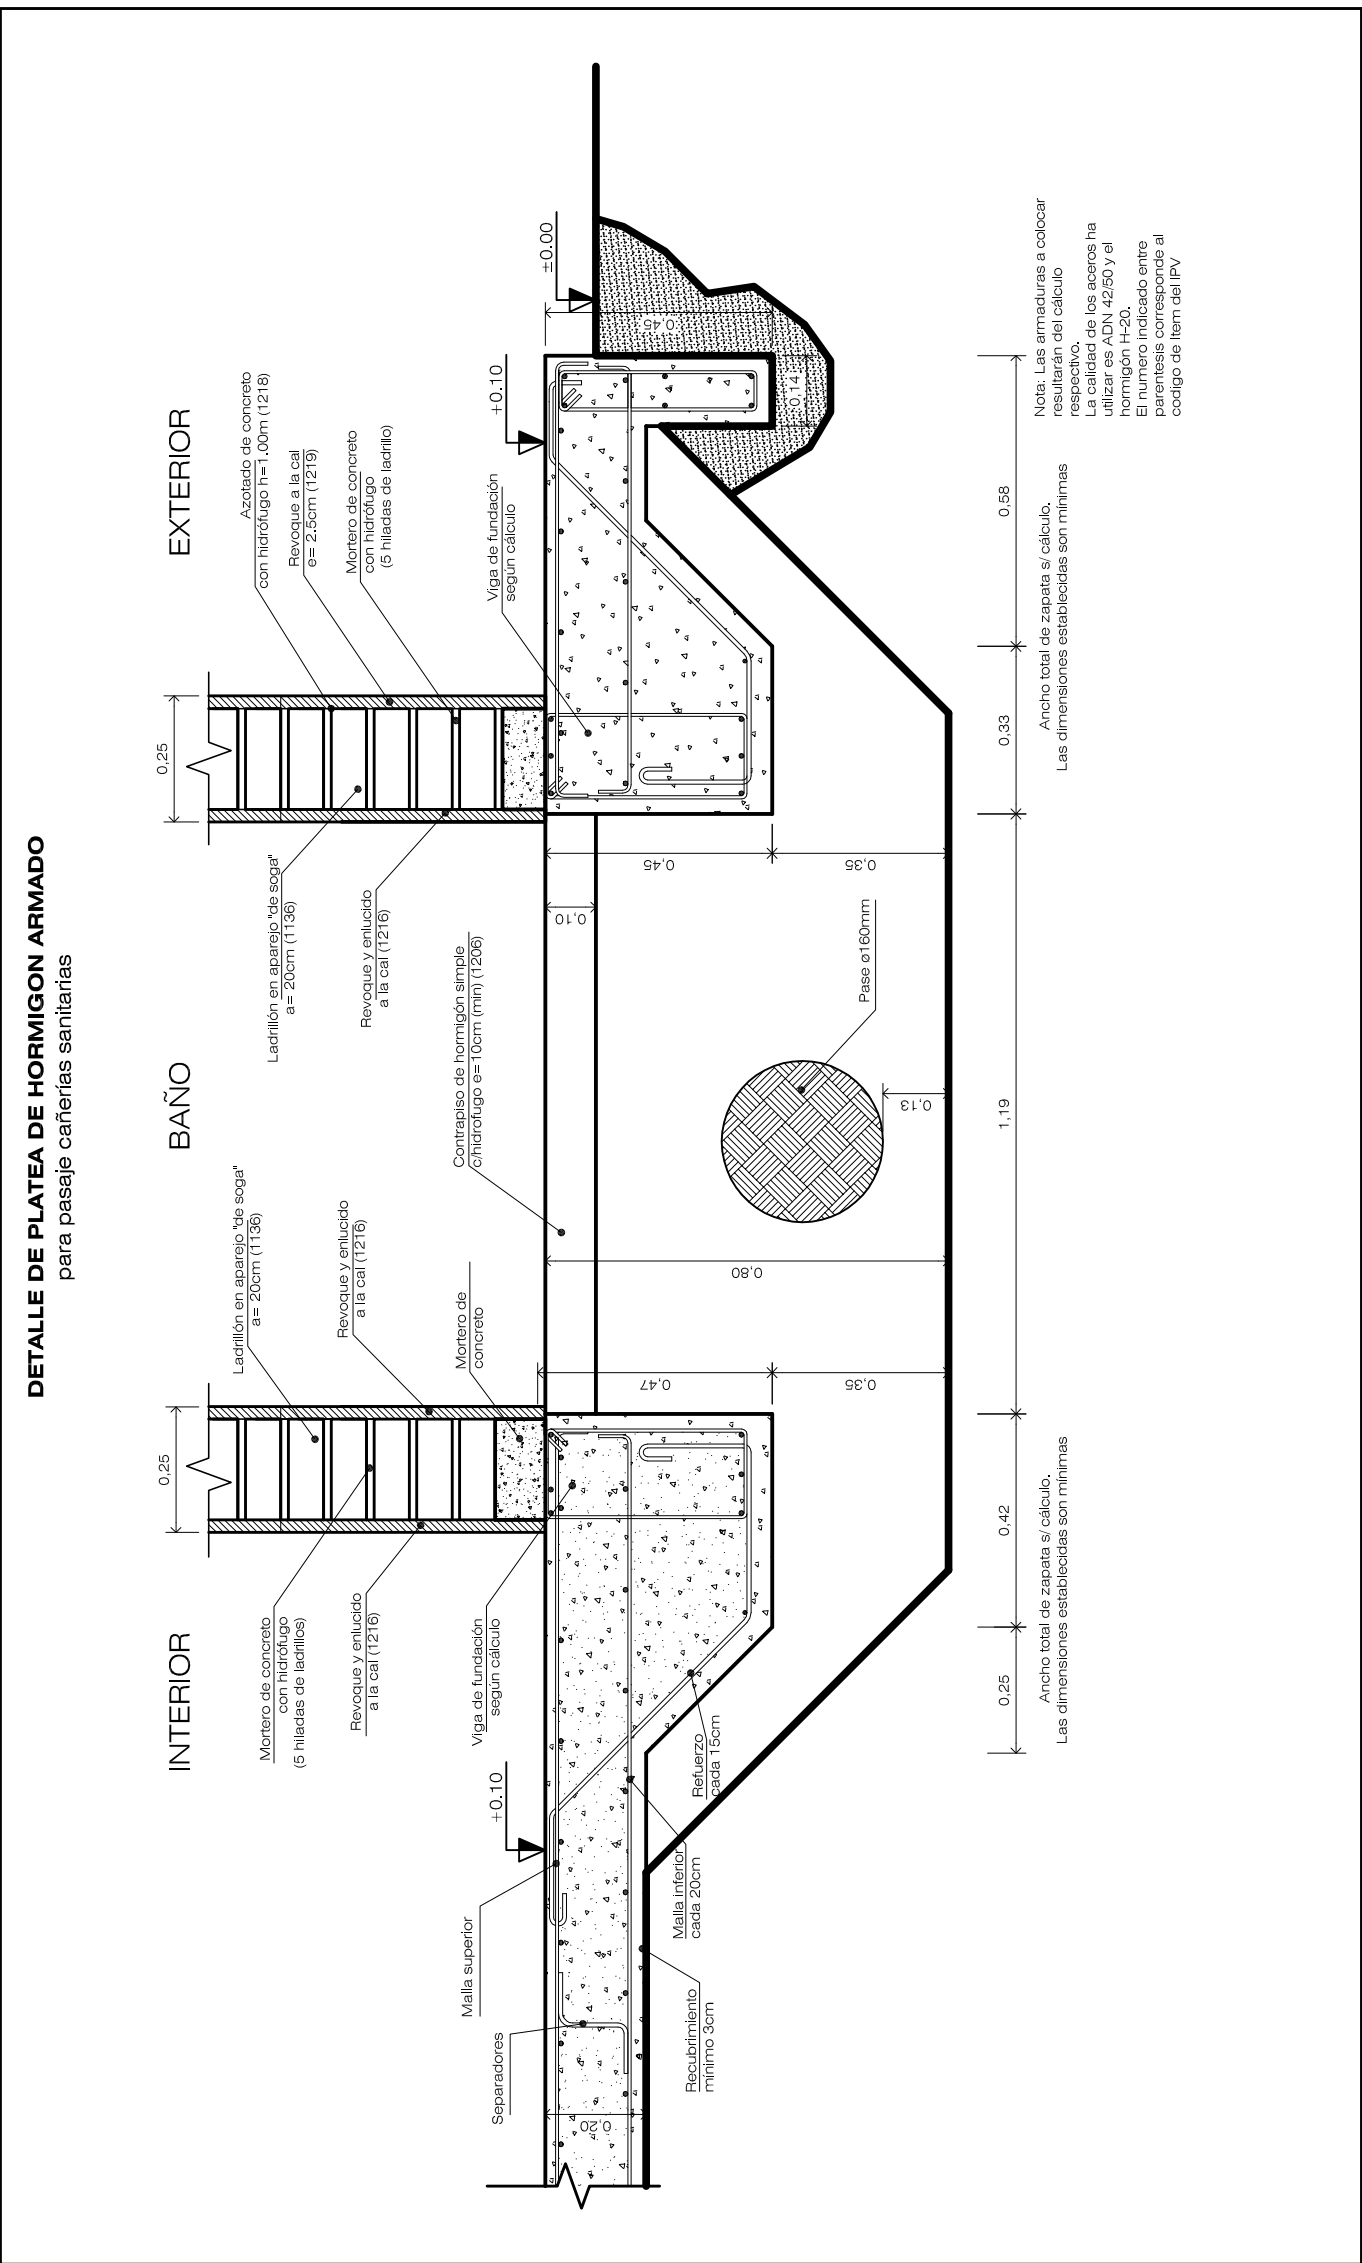 DETALLE DE PLATEA DE HORMIGON ARMADO
para pasaje cañerías sanitarias
INTERIOR
BAÑO
EXTERIOR
0,25
0,25
Mortero de concreto
con hidrófugo
(5 hiladas de ladrillos)
Revoque y enlucido
a la cal (1216)
Viga de fundación
según cálculo
Ladrillón en aparejo "de soga"
a= 20cm (1136)
Revoque y enlucido
a la cal (1216)
Mortero de
concreto
Contrapiso de hormigón simple
c/hidrofugo e=10cm (min) (1206)
Ladrillón en aparejo "de soga"
a= 20cm (1136)
Revoque y enlucido
a la cal (1216)
Azotado de concreto
con hidrófugo h=1.00m (1218)
Revoque a la cal
e= 2.5cm (1219)
Mortero de concreto
con hidrófugo
(5 hiladas de ladrillo)
Viga de fundación
según cálculo
+0.10
+0.10
±0.00
Malla superior
Separadores
0,20
Recubrimiento
mínimo 3cm
Malla inferior
cada 20cm
Refuerzo
cada 15cm
0,47
0,35
0,80
0,13
Pase ø160mm
0,10
0,45
0,35
0,45
0,14
0,25
0,42
1,19
0,33
0,58
Ancho total de zapata s/ cálculo.
Las dimensiones establecidas son mínimas
Ancho total de zapata s/ cálculo.
Las dimensiones establecidas son mínimas
Nota: Las armaduras a colocar
resultarán del cálculo
respectivo.
La calidad de los aceros ha
utilizar es ADN 42/50 y el
hormigón H-20.
El numero indicado entre
parentesis corresponde al
codigo de Item del IPV